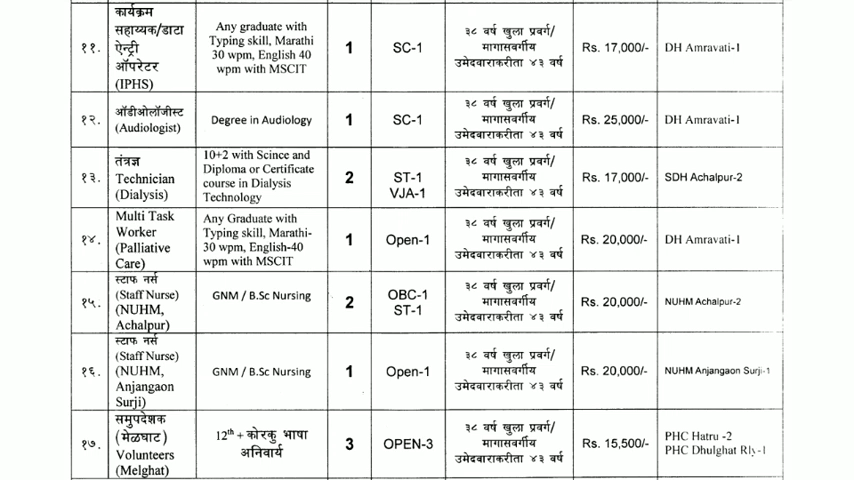 ११.
कार्यक्रम
सहाय्यक/डाटा
ऐन्ट्री
ऑपरेटर
(IPHS)
Any graduate with
Typing skill, Marathi
30 wpm, English 40
wpm with MSCIT
1
SC-1
३८ वर्ष खुला प्रवर्ग/
मागासवर्गीय
उमेदवाराकरीता ४३ वर्ष
Rs. 17,000/-
DH Amravati-1
१२.
ऑडीओलॉजीस्ट
(Audiologist)
Degree in Audiology
1
SC-1
३८ वर्ष खुला प्रवर्ग/
मागासवर्गीय
उमेदवाराकरीता ४३ वर्ष
Rs. 25,000/-
DH Amravati-1
१३.
तंत्रज्ञ
Technician
(Dialysis)
10+2 with Scince and
Diploma or Certificate
course in Dialysis
Technology
2
ST-1
VJA-1
३८ वर्ष खुला प्रवर्ग/
मागासवर्गीय
उमेदवाराकरीता ४३ वर्ष
Rs. 17,000/-
SDH Achalpur-2
१४.
Multi Task
Worker
(Palliative
Care)
Any Graduate with
Typing skill, Marathi-
30 wpm, English-40
wpm with MSCIT
1
Open-1
३८ वर्ष खुला प्रवर्ग/
मागासवर्गीय
उमेदवाराकरीता ४३ वर्ष
Rs. 20,000/-
DH Amravati-1
१५.
स्टाफ नर्स
(Staff Nurse)
(NUHM,
Achalpur)
GNM / B.Sc Nursing
2
OBC-1
ST-1
३८ वर्ष खुला प्रवर्ग/
मागासवर्गीय
उमेदवाराकरीता ४३ वर्ष
Rs. 20,000/-
NUHM Achalpur-2
१६.
स्टाफ नर्स
(Staff Nurse)
(NUHM,
Anjangaon
Surji)
GNM / B.Sc Nursing
1
Open-1
३८ वर्ष खुला प्रवर्ग/
मागासवर्गीय
उमेदवाराकरीता ४३ वर्ष
Rs. 20,000/-
NUHM Anjangaon Surji-1
१७.
समुपदेशक
(मेळघाट)
Volunteers
(Melghat)
12th + कोरकु भाषा
अनिवार्य
3
OPEN-3
३८ वर्ष खुला प्रवर्ग/
मागासवर्गीय
उमेदवाराकरीता ४३ वर्ष
Rs. 15,500/-
PHC Hatru -2
PHC Dhulghat Rly-1